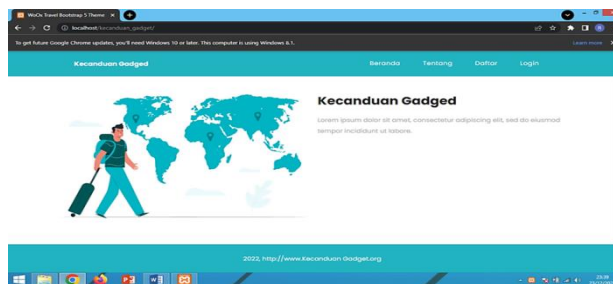 WoOx Travel Bootstrap 5 Theme
localhost/kecanduan_gadget/
To get future Google Chrome updates, you'll need Windows 10 or later. This computer is using Windows 8.1.
Learn more
Kecanduan Gadged
Beranda Tentang Daftar Login
Kecanduan Gadged
Lorem ipsum dolor sit amet, consectetur adipiscing elit, sed do eiusmod
tempor incididunt ut labore.
2022, http://www.Kecanduan Gadget.org
23:39